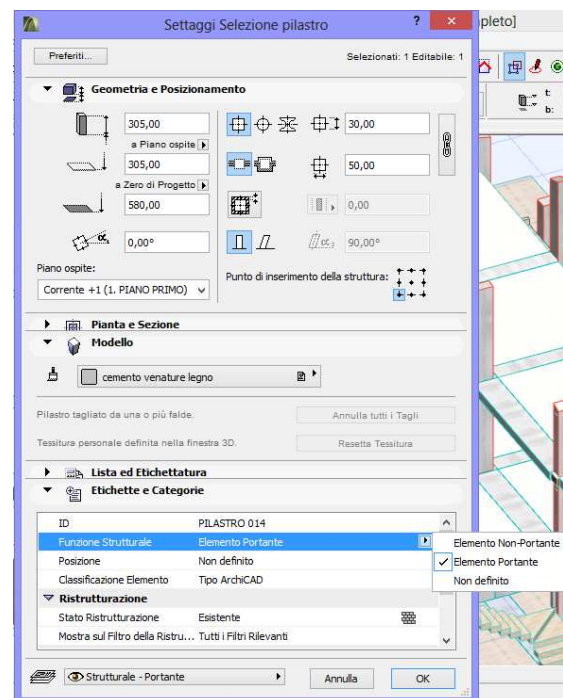 Settaggi Selezione pilastro
? ×
pleto]
Preferiti...
Selezionati: 1 Editabile: 1
t:
b:
Geometria e Posizionamento
305,00
30,00
a Piano ospite
305,00
50,00
a Zero di Progetto
580,00
0,00
0,00°
90,00°
Piano ospite:
Corrente +1 (1. PIANO PRIMO)
Punto di inserimento della struttura:
Pianta e Sezione
Modello
cemento venature legno
Pilastro tagliato da una o più falde.
Annulla tutti i Tagli
Tessitura personale definita nella finestra 3D.
Resetta Tessitura
Lista ed Etichettatura
Etichette e Categorie
ID PILASTRO 014
Funzione Strutturale Elemento Portante
Elemento Non-Portante
Elemento Portante
Non definito
Posizione Non definito
Classificazione Elemento Tipo ArchiCAD
Ristrutturazione
Stato Ristrutturazione Esistente
Mostra sul Filtro della Ristru... Tutti i Filtri Rilevanti
Strutturale - Portante
Annulla
OK